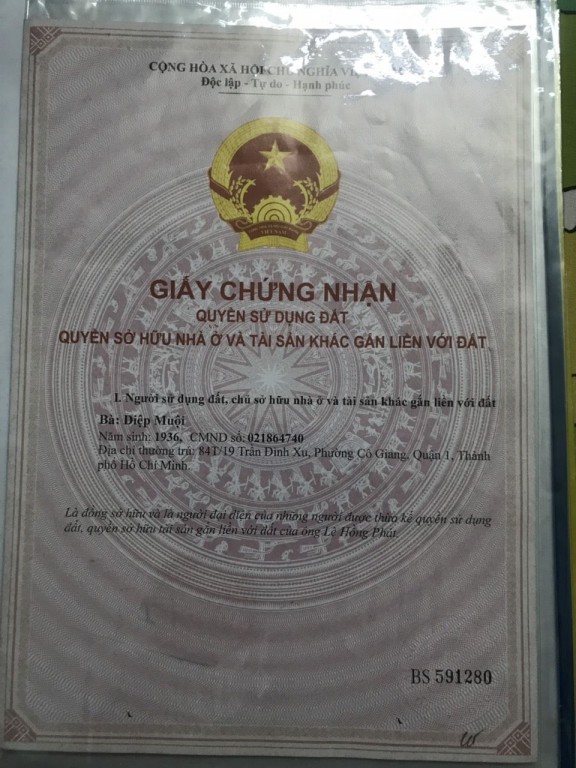 CỘNG HÒA XÃ HỘI CHỦ NGHĨA VIỆT
Độc lập - Tự do - Hạnh phúc
VIỆT NAM
GIẤY CHỨNG NHẬN
QUYỀN SỬ DỤNG ĐẤT
QUYỀN SỞ HỮU NHÀ Ở VÀ TÀI SẢN KHÁC GẮN LIỀN VỚI ĐẤT
I. Người sử dụng đất, chủ sở hữu nhà ở và tài sản khác gắn liền với đất
Bà: Diệp Muội
Năm sinh: 1936, CMND số: 021864740
Địa chỉ thường trú: 84T/19 Trần Đình Xu, Phường Cô Giang, Quận 1, Thành
phố Hồ Chí Minh.
Là đồng sở hữu và là người đại diện của những người được thừa kế quyền sử dụng
đất, quyền sở hữu tài sản gắn liền với đất của ông Lê Hồng Phát.
BS 591280